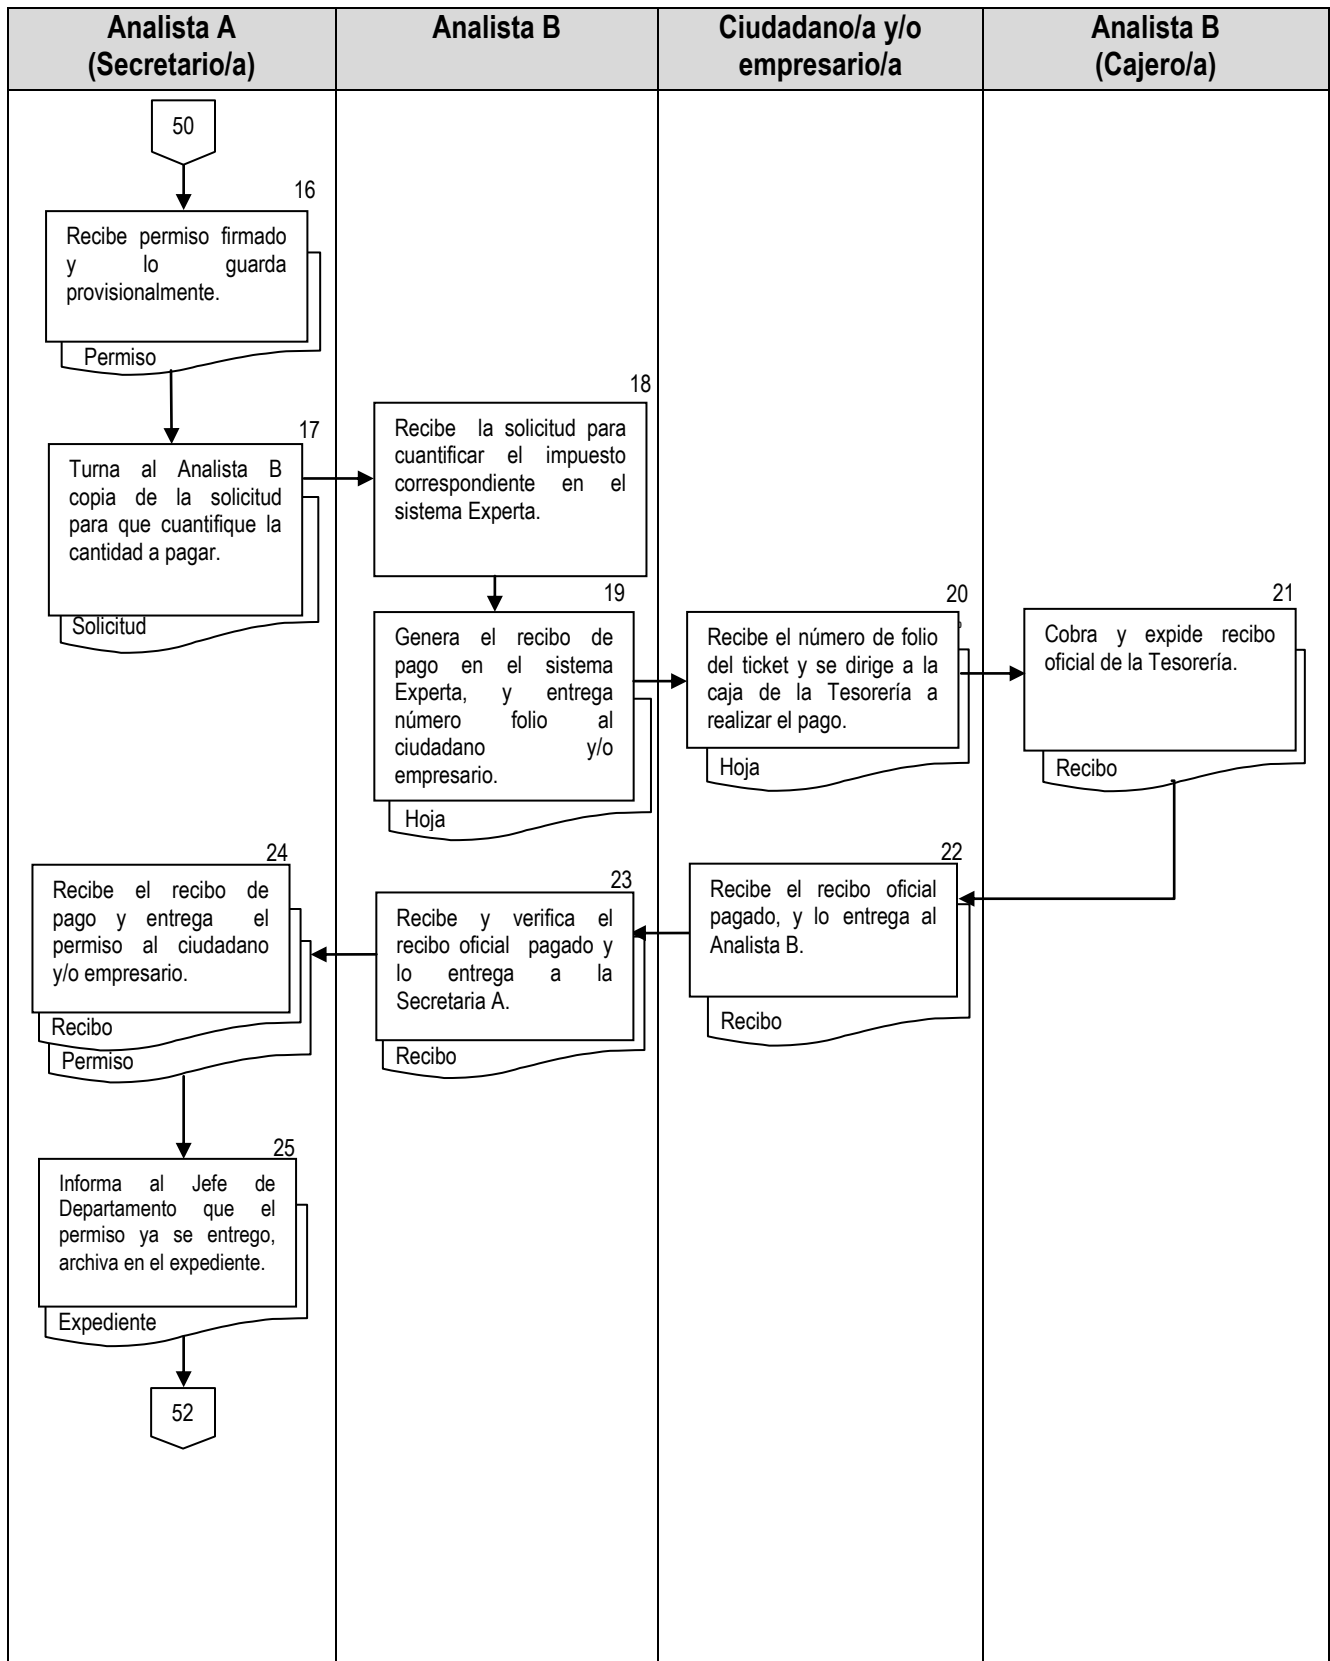 Analista A
(Secretario/a)
Analista B
Ciudadano/a y/o
empresario/a
Analista B
(Cajero/a)
50
16
Recibe permiso firmado
y lo guarda
provisionalmente.
Permiso
17
Turna al Analista B
copia de la solicitud
para que cuantifique la
cantidad a pagar.
Solicitud
18
Recibe la solicitud para
cuantificar el impuesto
correspondiente en el
sistema Experta.
19
Genera el recibo de
pago en el sistema
Experta, y entrega
número folio al
ciudadano y/o
empresario.
Hoja
20
Recibe el número de folio
del ticket y se dirige a la
caja de la Tesorería a
realizar el pago.
Hoja
21
Cobra y expide recibo
oficial de la Tesorería.
Recibo
22
Recibe el recibo oficial
pagado, y lo entrega al
Analista B.
Recibo
23
Recibe y verifica el
recibo oficial pagado y
lo entrega a la
Secretaria A.
Recibo
24
Recibe el recibo de
pago y entrega el
permiso al ciudadano
y/o empresario.
Recibo
Permiso
25
Informa al Jefe de
Departamento que el
permiso ya se entrego,
archiva en el expediente.
Expediente
52